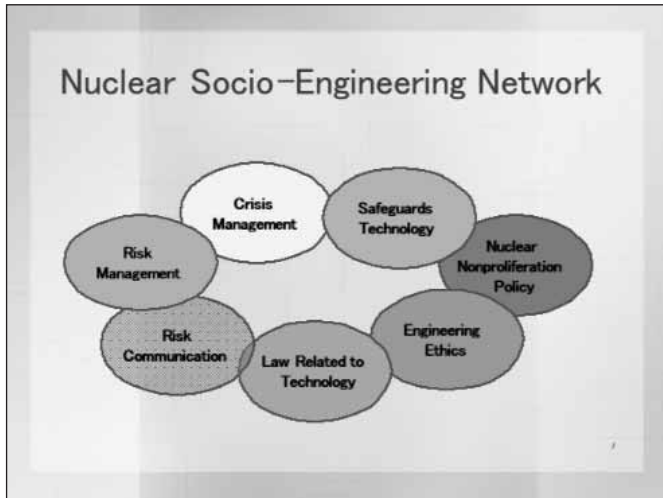 Nuclear Socio-Engineering Network
Crisis
Management
Safeguards
Technology
Nuclear
Nonproliferation
Policy
Engineering
Ethics
Law Related to
Technology
Risk
Communication
Risk
Management